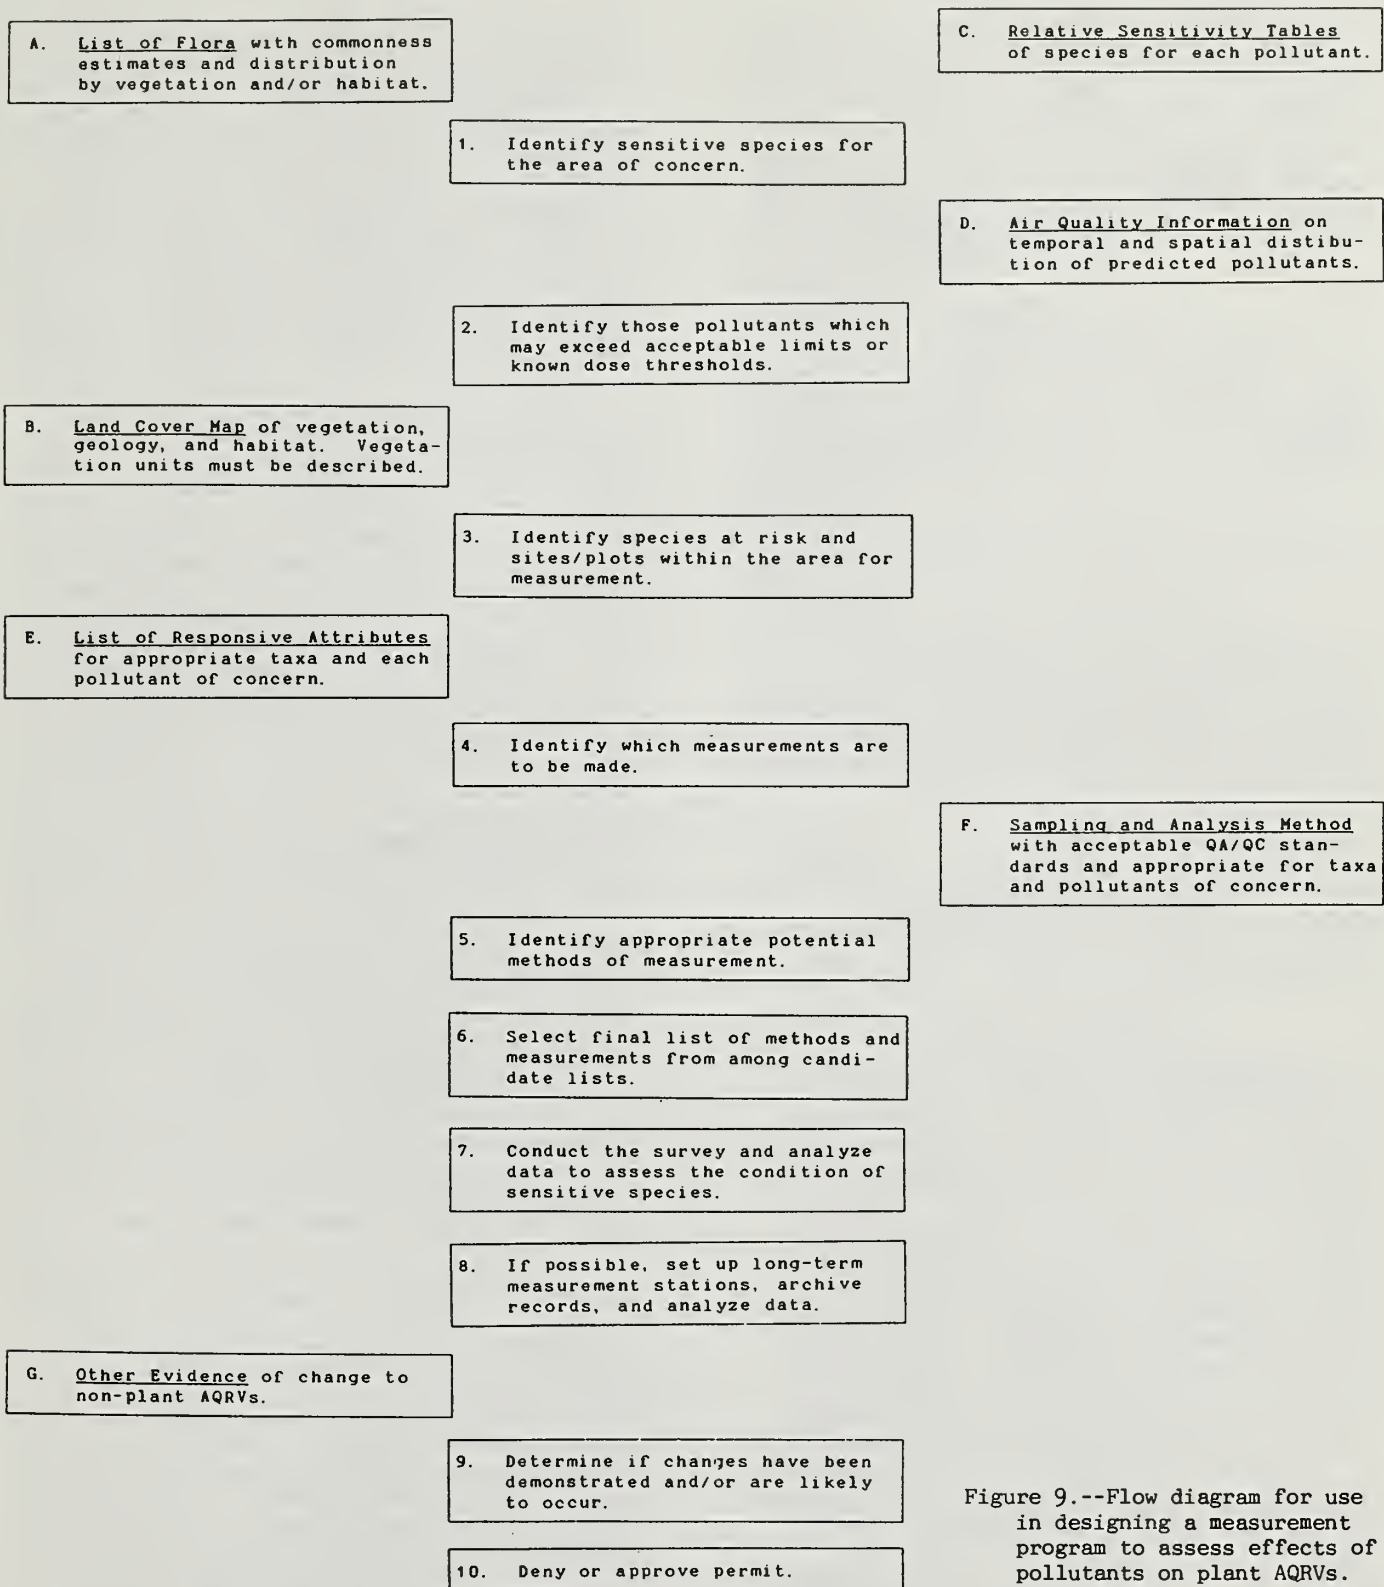 A. List of Flora with commonness
estimates and distribution
by vegetation and/or habitat.
C. Relative Sensitivity Tables
of species for each pollutant.
1. Identify sensitive species for
the area of concern.
D. Air Quality Information on
temporal and spatial distibu-
tion of predicted pollutants.
2. Identify those pollutants which
may exceed acceptable limits or
known dose thresholds.
B. Land Cover Map of vegetation,
geology, and habitat. Vegeta-
tion units must be described.
3. Identify species at risk and
sites/plots within the area for
measurement.
E. List of Responsive Attributes
for appropriate taxa and each
pollutant of concern.
4. Identify which measurements are
to be made.
F. Sampling and Analysis Method
with acceptable QA/QC stan-
dards and appropriate for taxa
and pollutants of concern.
5. Identify appropriate potential
methods of measurement.
6. Select final list of methods and
measurements from among candi-
date lists.
7. Conduct the survey and analyze
data to assess the condition of
sensitive species.
8. If possible, set up long-term
measurement stations, archive
records, and analyze data.
G. Other Evidence of change to
non-plant AQRVs.
9. Determine if changes have been
demonstrated and/or are likely
to occur.
10. Deny or approve permit.
Figure 9.--Flow diagram for use
in designing a measurement
program to assess effects of
pollutants on plant AQRVs.